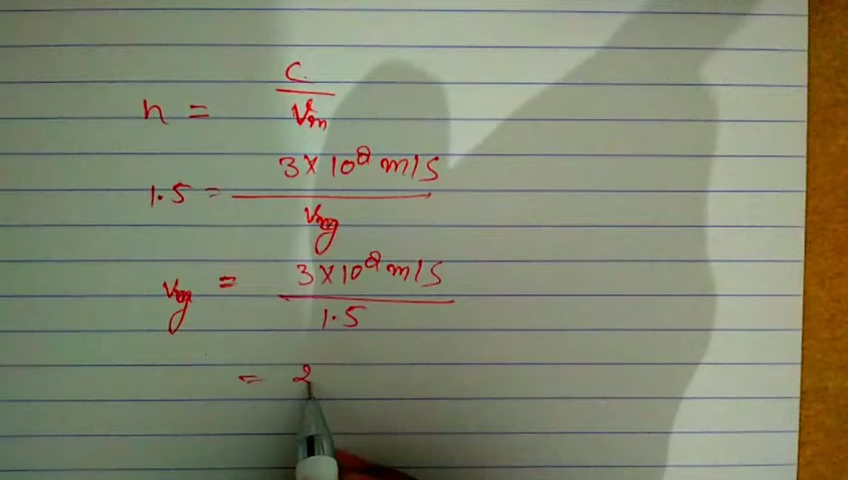 n = c / vm
1.5 = 3 × 10⁸ m/s / vg
vg = 3 × 10⁸ m/s / 1.5
= 2